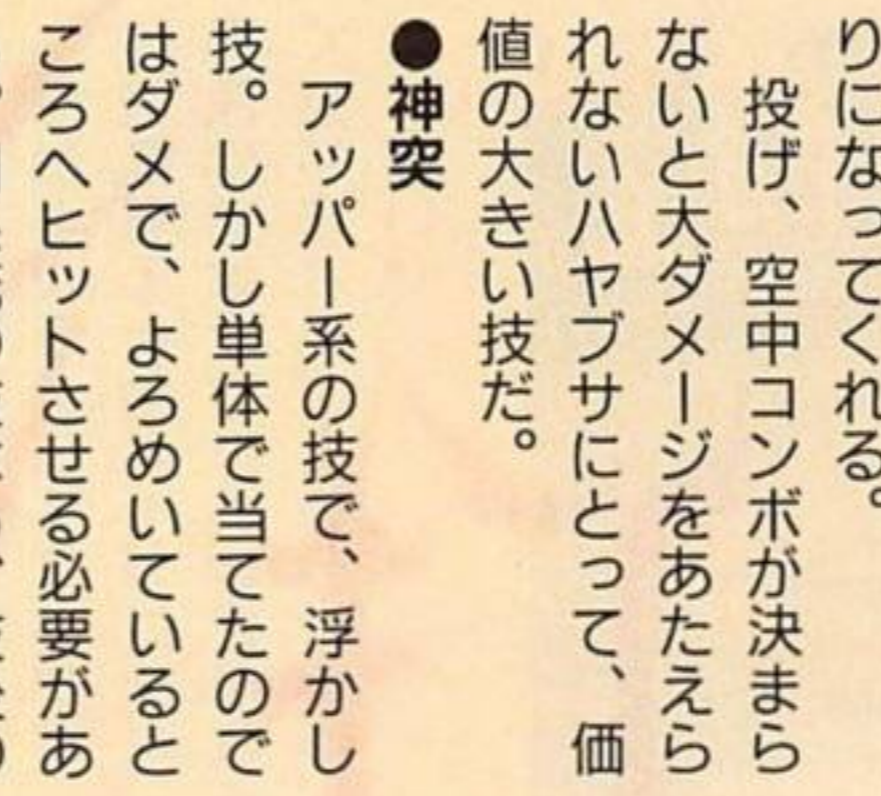 りになってくれる。
投げ、空中コンボが決まら
ないと大ダメージをあたえら
れないハヤブサにとって、価
値の大きい技だ。
●神突
アッパー系の技で、浮かし
技。しかし単体で当てたので
はダメで、よろめいていると
ころへヒットさせる必要があ